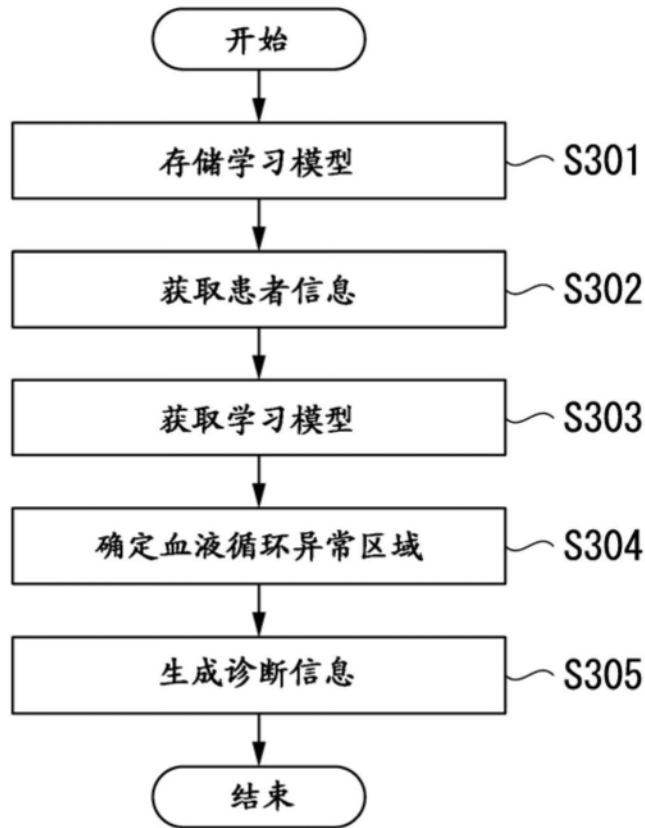 开始
存储学习模型
S301
获取患者信息
S302
获取学习模型
S303
确定血液循环异常区域
S304
生成诊断信息
S305
结束